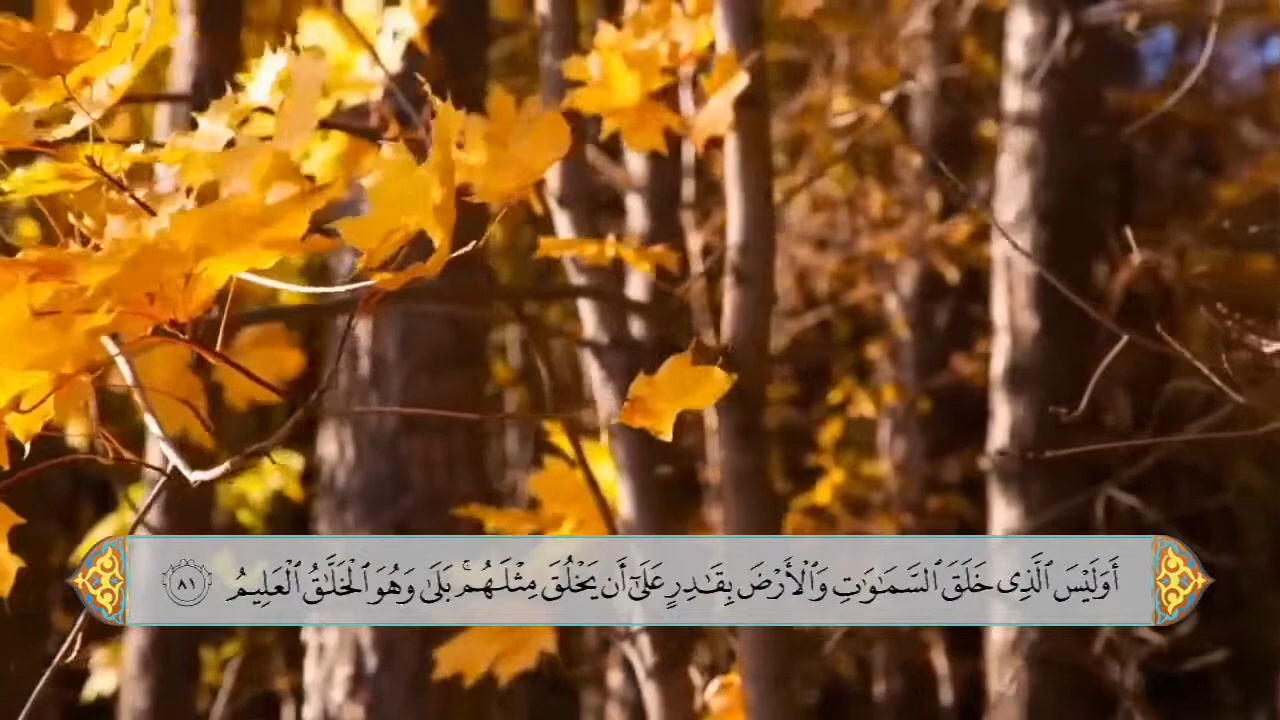 أَوَلَيْسَ ٱلَّذِى خَلَقَ ٱلسَّمَٰوَٰتِ وَٱلْأَرْضَ بِقَٰدِرٍ عَلَىٰٓ أَن يَخْلُقَ مِثْلَهُم ۚ بَلَىٰ وَهُوَ ٱلْخَلَّٰقُ ٱلْعَلِيمُ ٨١